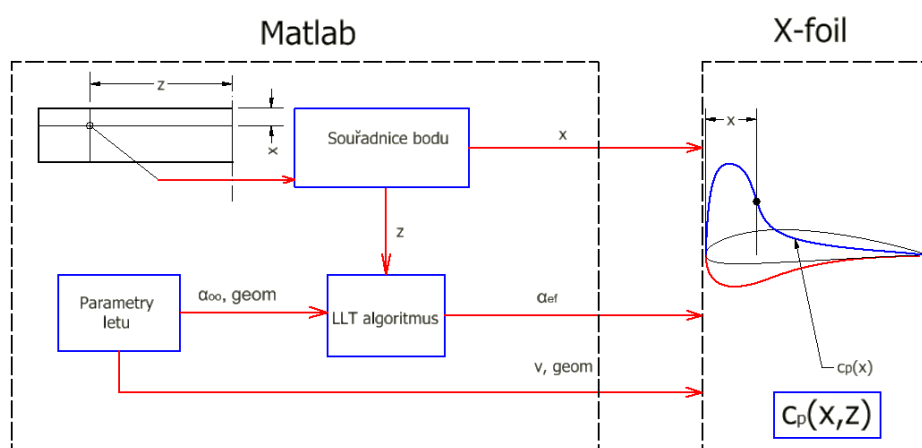 Matlab
X-foil
z
x
Souřadnice bodu
x
x
z
Parametry
letu
α∞, geom
LLT algoritmus
αef
v, geom
cp(x)
cp(x,z)